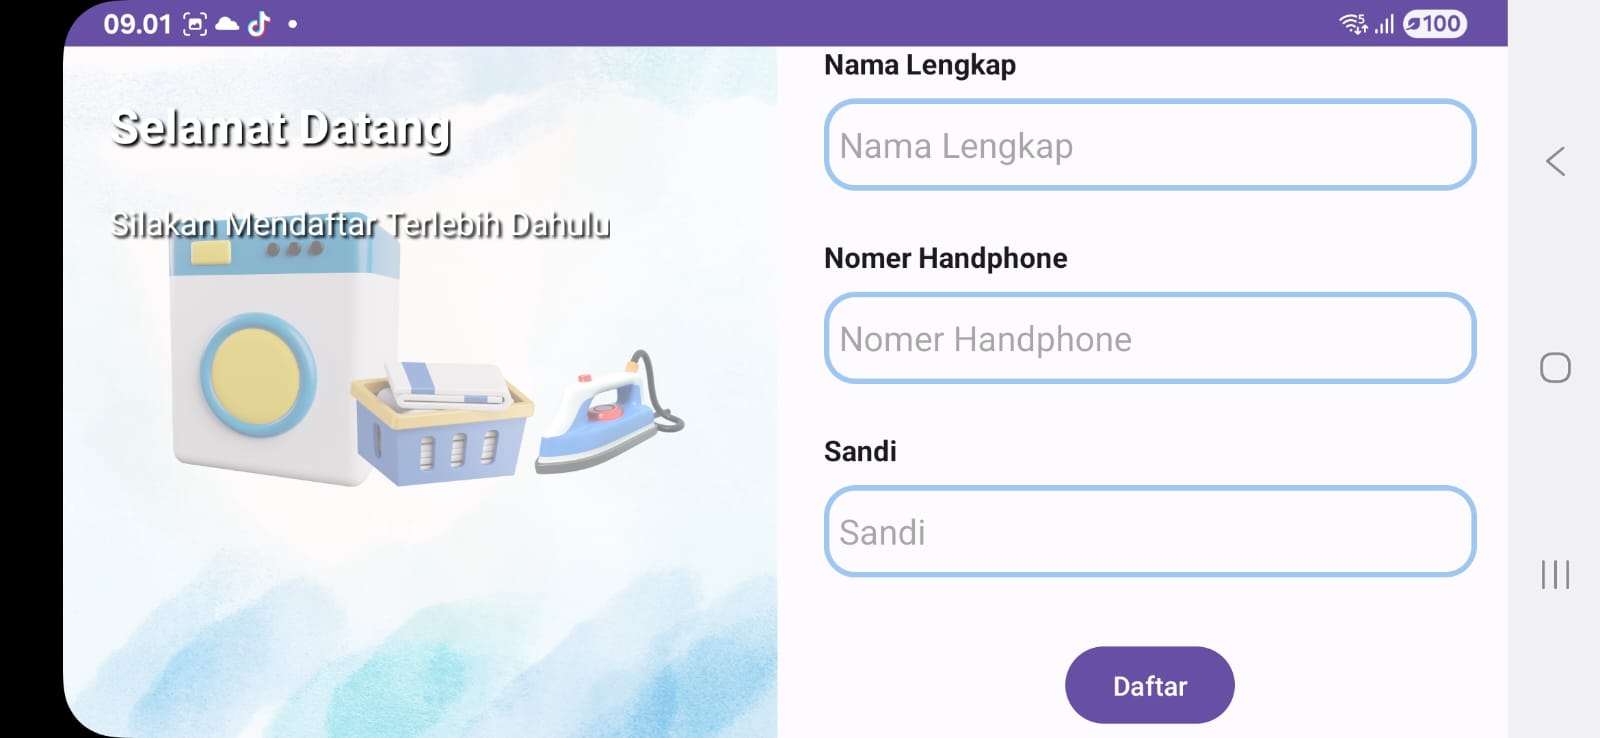 09.01
5
100
Selamat Datang
Silakan Mendaftar Terlebih Dahulu
Nama Lengkap
Nama Lengkap
Nomer Handphone
Nomer Handphone
Sandi
Sandi
Daftar